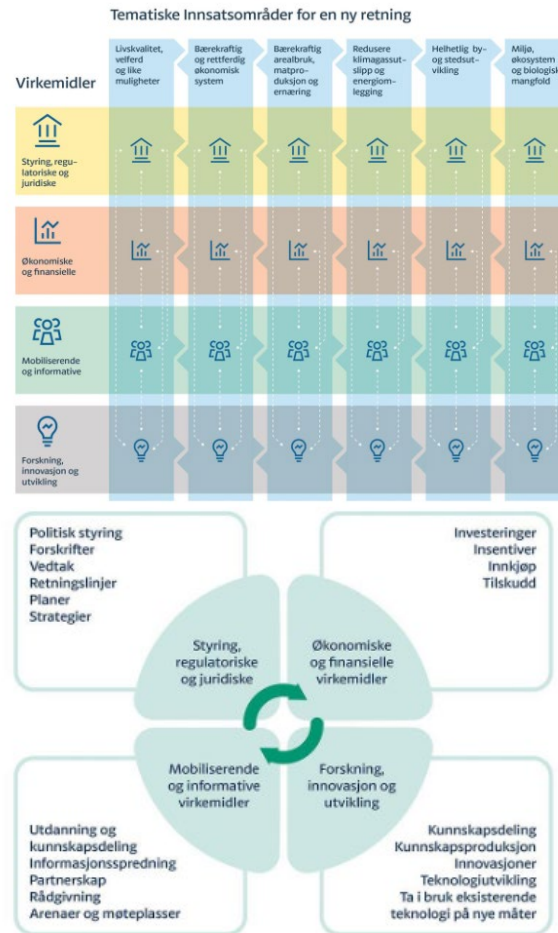 Tematiske Innsatsområder for en ny retning
Virkemidler
Livskvalitet,
velferd
og like
muligheter
Bærekraftig
og rettferdig
økonomisk
system
Bærekraftig
arealbruk,
matpro-
duksjon og
ernæring
Redusere
klimagassut-
slipp og
energiom-
legging
Helhetlig by-
og stedsut-
vikling
Miljø,
økosystem
og biologisk
mangfold
Styring, regu-
latoriske og
juridiske
Økonomiske
og finansielle
Mobiliserende
og informative
Forskning,
innovasjon og
utvikling
Politisk styring
Forskrifter
Vedtak
Retningslinjer
Planer
Strategier
Investeringer
Insentiver
Innkjøp
Tilskudd
Styring,
regulatoriske
og juridiske
Økonomiske
og finansielle
virkemidler
Mobiliserende
og informative
virkemidler
Forskning,
innovasjon og
utvikling
Utdanning og
kunnskapsdeling
Informasjonsspredning
Partnerskap
Rådgivning
Arenaer og møteplasser
Kunnskapsdeling
Kunnskapsproduksjon
Innovasjoner
Teknologiutvikling
Ta i bruk eksisterende
teknologi på nye måter